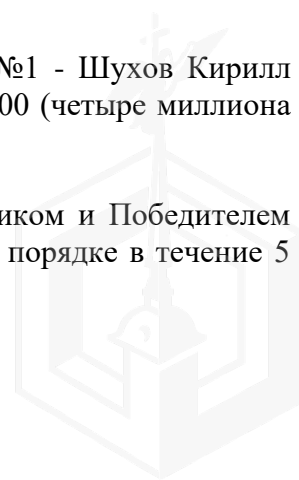 №1 - Шухов Кирилл
00 (четыре миллиона
иком и Победителем
порядке в течение 5